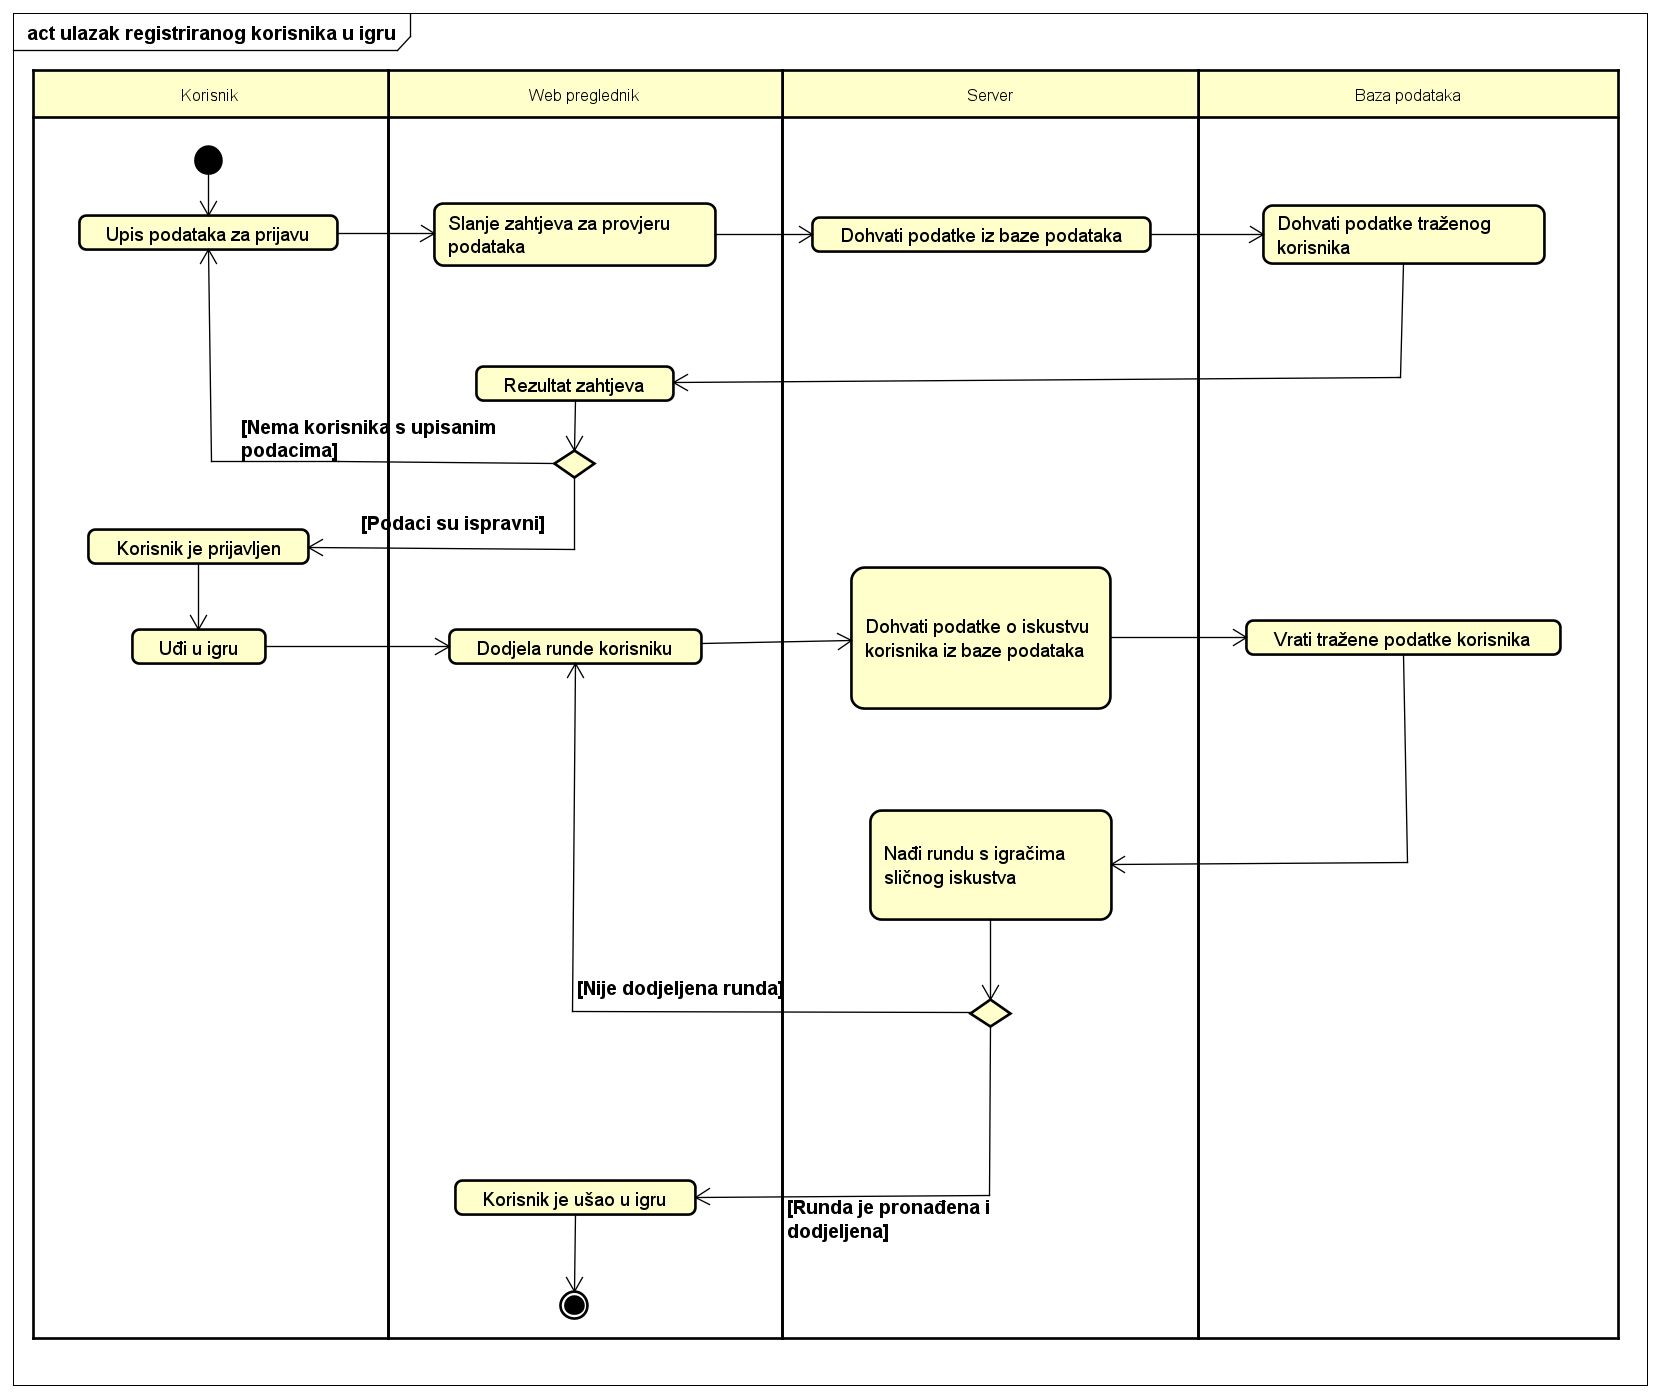 act ulazak registriranog korisnika u igru
Korisnik
Web preglednik
Server
Baza podataka
Upis podataka za prijavu
Slanje zahtjeva za provjeru
podataka
Dohvati podatke iz baze podataka
Dohvati podatke traženog
korisnika
Rezultat zahtjeva
[Nema korisnika s upisanim
podacima]
[Podaci su ispravni]
Korisnik je prijavljen
Uđi u igru
Dodjela runde korisniku
Dohvati podatke o iskustvu
korisnika iz baze podataka
Vrati tražene podatke korisnika
Nađi rundu s igračima
sličnog iskustva
[Nije dodjeljena runda]
Korisnik je ušao u igru
[Runda je pronađena i
dodjeljena]